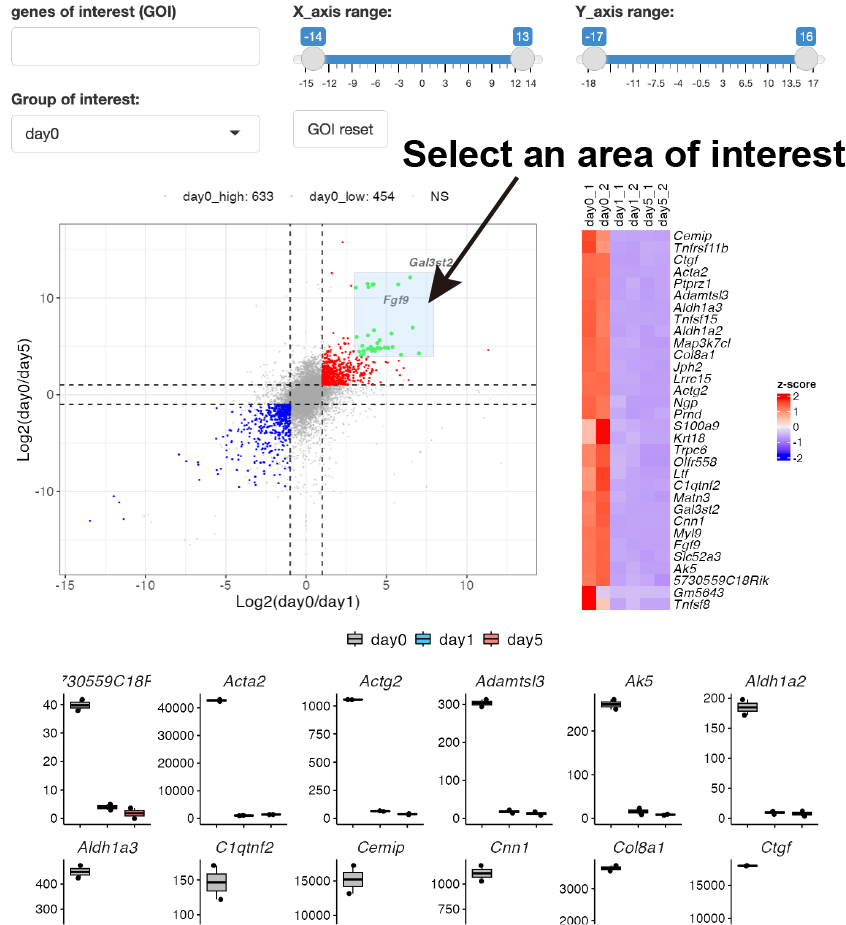 genes of interest (GOI)
X_axis range:
Y_axis range:
-14
13
-17
16
-15 -12 -9 -6 -3 0 3 6 9 12 14
-18 -11 -7.5 -4 -0.5 3 6.5 10 13.5 17
Group of interest:
day0
GOI reset
Select an area of interest
day0_high: 633
day0_low: 454
NS
day0_1
day0_2
day1_1
day1_2
day5_1
day5_2
Gal3st2
Fgf9
10
0
-10
Log2(day0/day5)
-15 -10 -5 0 5 10
Log2(day0/day1)
Cemip
Tnfrsf11b
Ctgf
Acta2
Ptprz1
Adamtsl3
Aldh1a3
Tnfsf15
Aldh1a2
Map3k7cl
Col8a1
Jph2
Lrrc15
Actg2
Ngp
Prnd
S100a9
Krt18
Trpc6
Olfr558
Ltf
C1qtnf2
Matn3
Gal3st2
Cnn1
Myl9
Fgf9
Slc52a3
Ak5
5730559C18Rik
Gm5643
Tnfsf8
z-score
2
1
0
-1
-2
day0 day1 day5
730559C18F
40
30
20
10
0
Acta2
40000
30000
20000
10000
0
Actg2
1000
750
500
250
0
Adamtsl3
300
200
100
0
Ak5
200
100
0
Aldh1a2
200
150
100
50
0
Aldh1a3
400
300
C1qtnf2
150
100
Cemip
15000
10000
Cnn1
1000
750
Col8a1
3000
2000
Ctgf
15000
10000